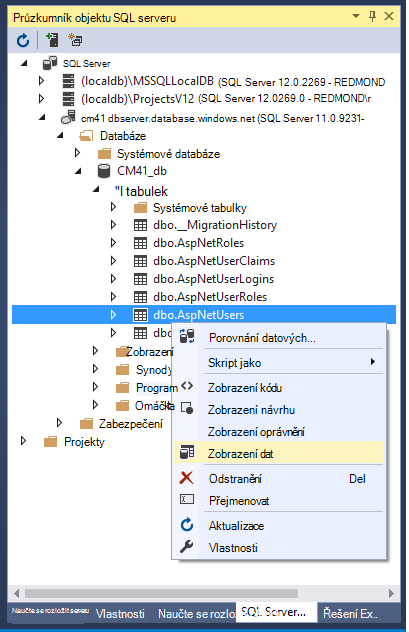 Průzkumník objektu SQL serveru
SQL Server
(localdb)\MSSQLLocalDB (SQL Server 12.0.2269 - REDMOND
(localdb)\ProjectsV12 (SQL Server 12.0269.0 - REDMOND\r
cm41 dbserver.database.windows.net (SQL Server 11.0.9231-
Databáze
Systémové databáze
CM41_db
"I tabulek
Systémové tabulky
dbo.__MigrationHistory
dbo.AspNetRoles
dbo.AspNetUserClaims
dbo.AspNetUserLogins
dbo.AspNetUserRoles
dbo.AspNetUsers
Porovnání datových...
Zobrazení
Skript jako
Synody
Program
Zobrazení kódu
Omáčka
Zobrazení návrhu
Zabezpečení
Zobrazení oprávnění
Projekty
Zobrazení dat
Odstranění Del
Přejmenovat
Aktualizace
Vlastnosti
Naučte se rozložit serveru
Vlastnosti
Naučte se rozlo
SQL Server...
Řešení Ex..